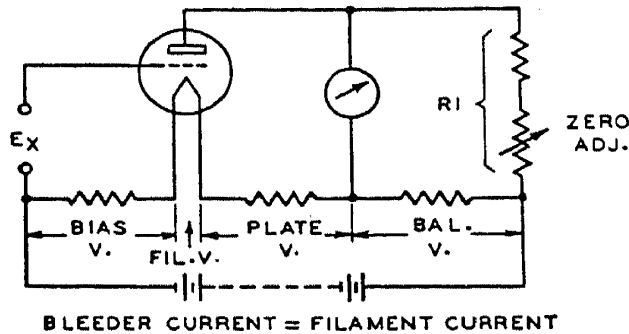 EX
R1
ZERO
ADJ.
BIAS
V.
FIL.V.
PLATE
V.
BAL.
V.
BLEEDER CURRENT = FILAMENT CURRENT